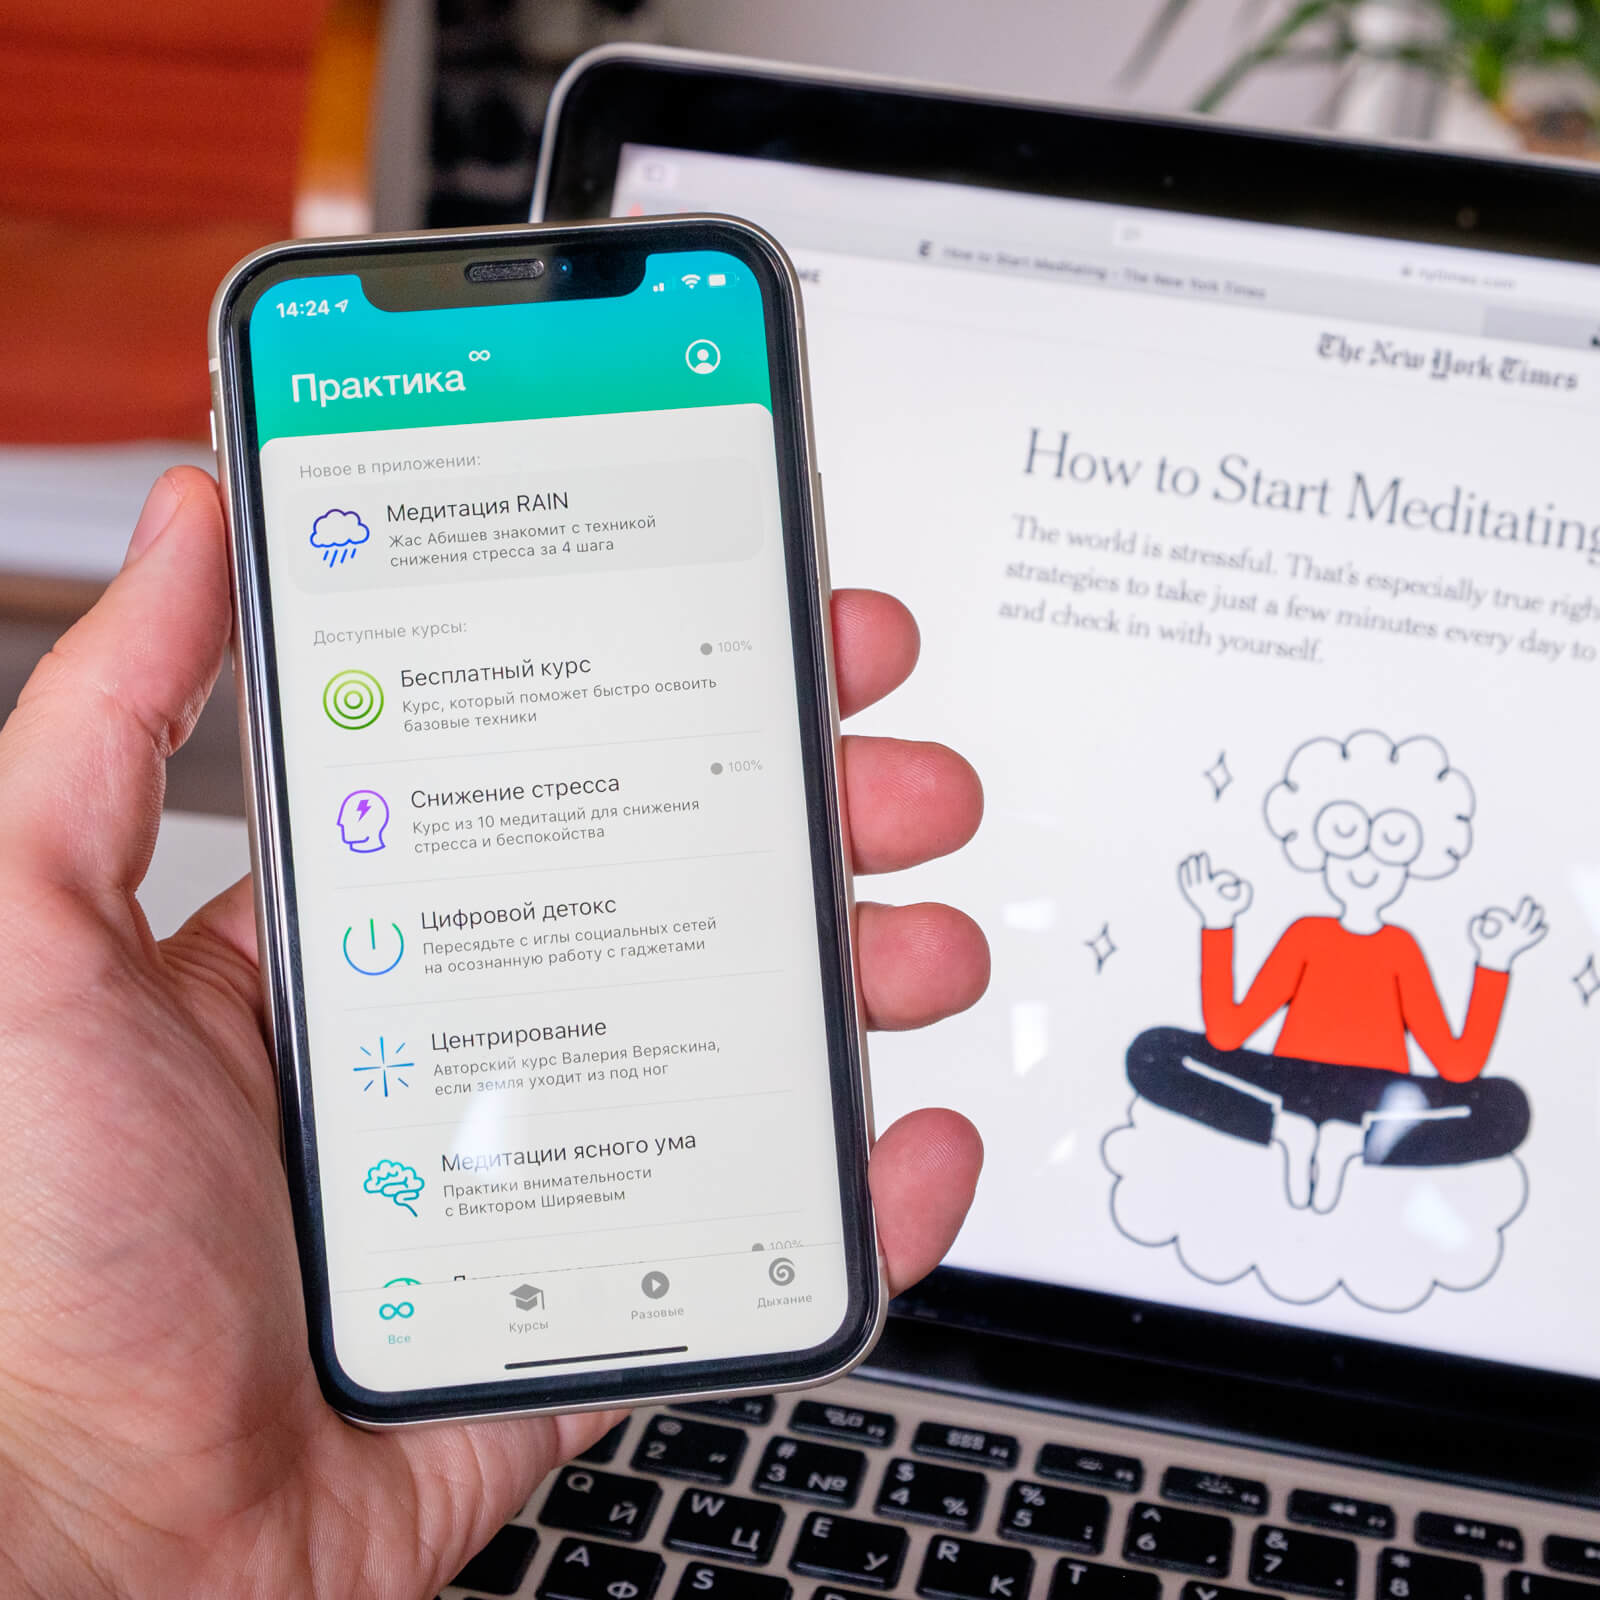 14:24
Практика
Новое в приложении:
Медитация RAIN
Жас Абишев знакомит с техникой
снижения стресса за 4 шага
Доступные курсы:
100%
Бесплатный курс
Курс, который поможет быстро освоить
базовые техники
100%
Снижение стресса
Курс из 10 медитаций для снижения
стресса и беспокойства
Цифровой детокс
Пересядьте с иглы социальных сетей
на осознанную работу с гаджетами
Центрирование
Авторский курс Валерия Веряскина,
если земля уходит из под ног
Медитации ясного ума
Практики внимательности
с Виктором Ширяевым
100%
Все
Курсы
Разовые
Дыхание
How to Start Meditating - The New York Times
nytimes.com
The New York Times
How to Start Meditating
The world is stressful. That's especially true righ
strategies to take just a few minutes every day to
and check in with yourself.
2 "
# 3 №
$ 4 %
% 5 :
^ 6 ,
& 7 .
* 8
Q Й
W Ц
E У
R К
T
A Ф
S